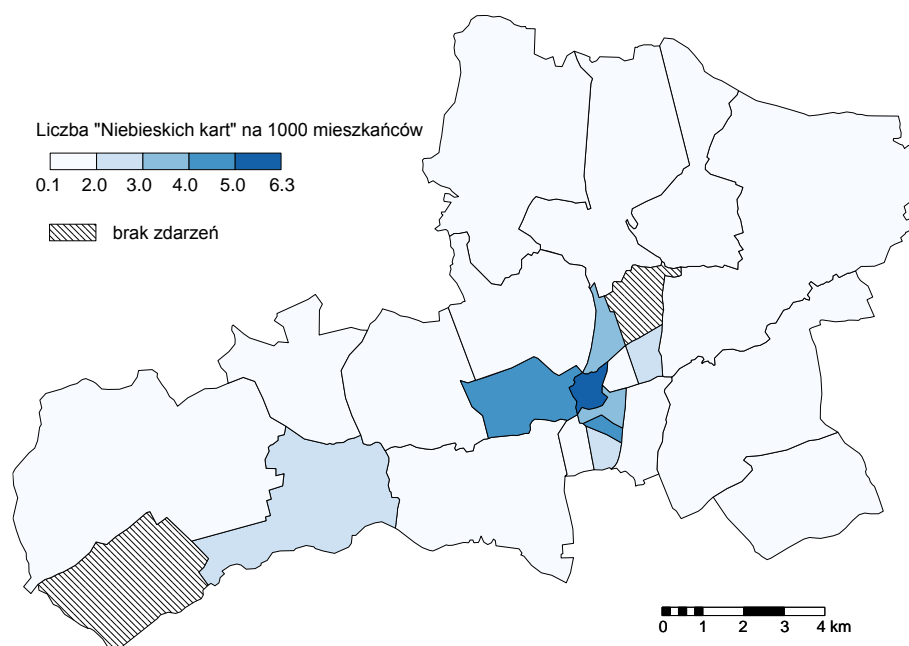 Liczba "Niebieskich kart" na 1000 mieszkańców
0.1 2.0 3.0 4.0 5.0 6.3
brak zdarzeń
0 1 2 3 4 km